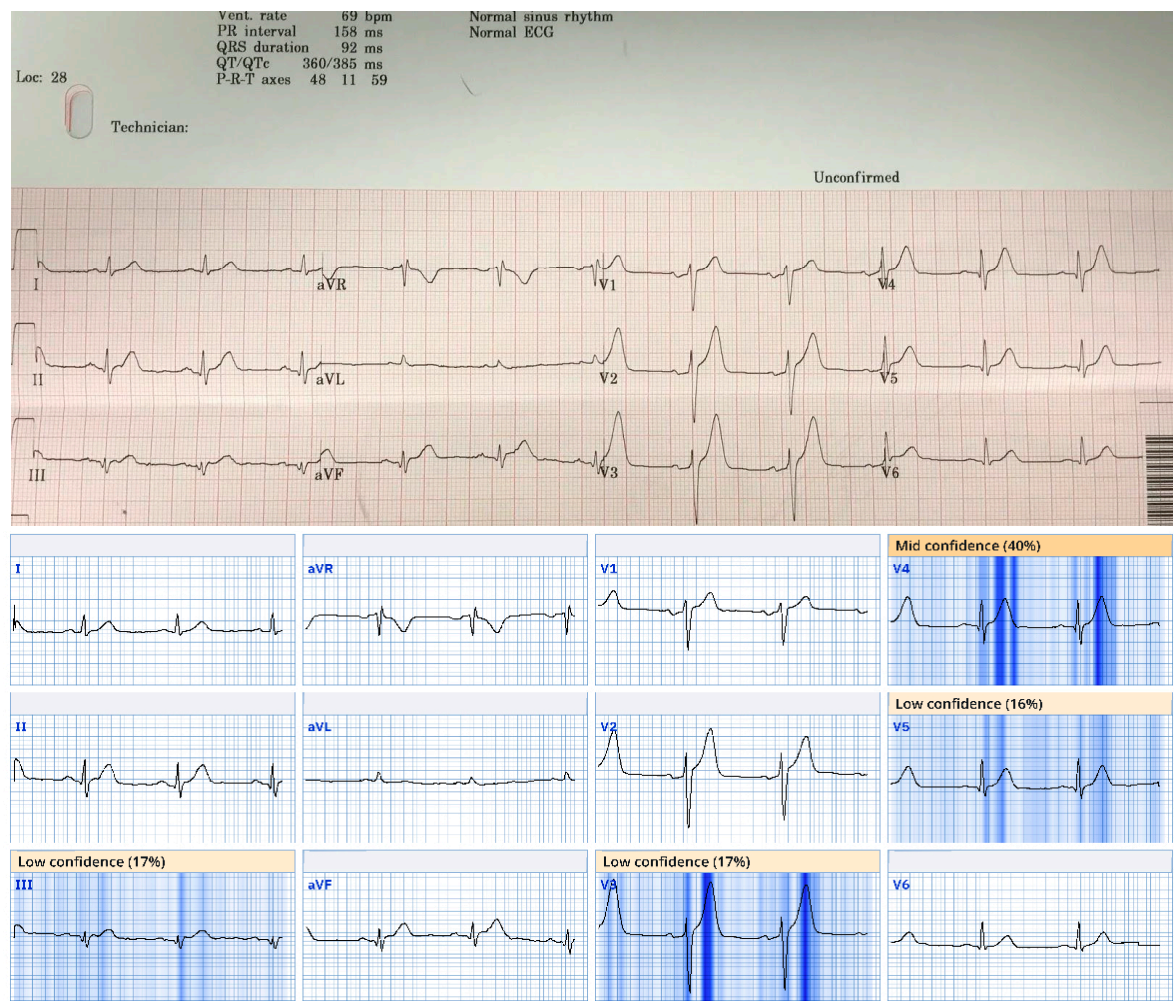 Vent. rate 69 bpm
PR interval 158 ms
QRS duration 92 ms
QT/QTc 360/385 ms
P-R-T axes 48 11 59
Normal sinus rhythm
Normal ECG
Loc: 28
Technician:
Unconfirmed
I aVR V1 V4
II aVL V2 V5
III aVF V3 V6
Mid confidence (40%)
I aVR V1 V4
Low confidence (16%)
II aVL V2 V5
Low confidence (17%) Low confidence (17%)
III aVF V3 V6